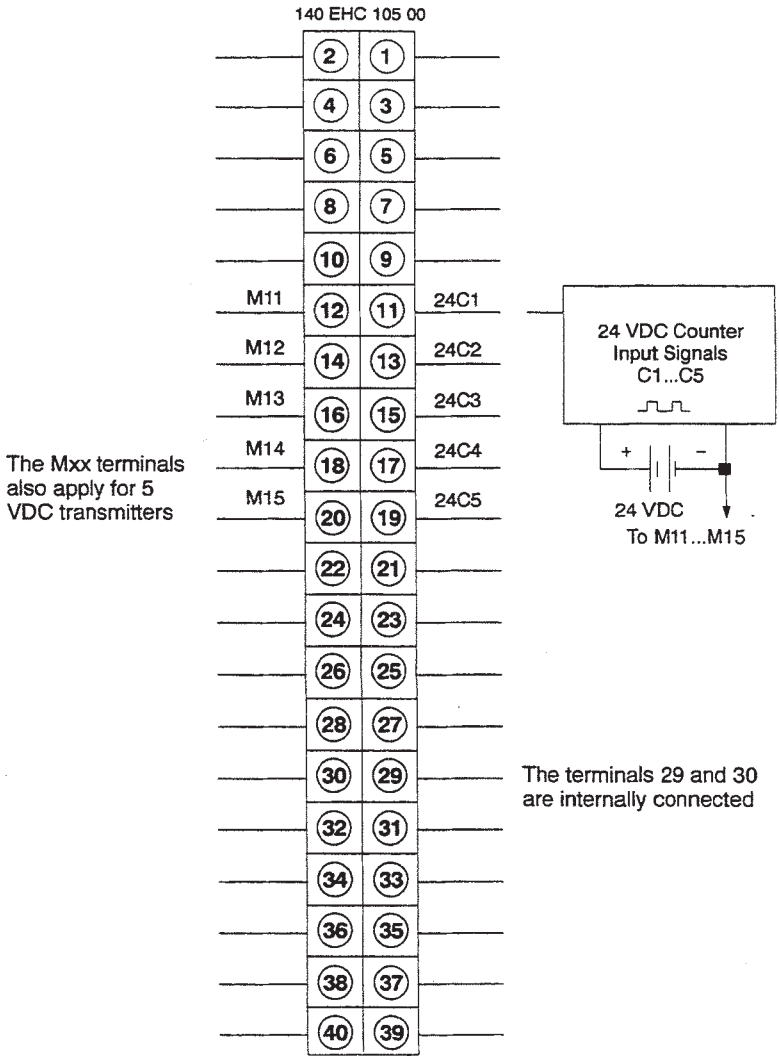 140 EHC 105 00
2 1
4 3
6 5
8 7
10 9
M11 12 11 24C1
M12 14 13 24C2
M13 16 15 24C3
M14 18 17 24C4
M15 20 19 24C5
22 21
24 23
26 25
28 27
30 29
32 31
34 33
36 35
38 37
40 39
The Mxx terminals
also apply for 5
VDC transmitters
24 VDC Counter
Input Signals
C1...C5
+ −
24 VDC
To M11...M15
The terminals 29 and 30
are internally connected